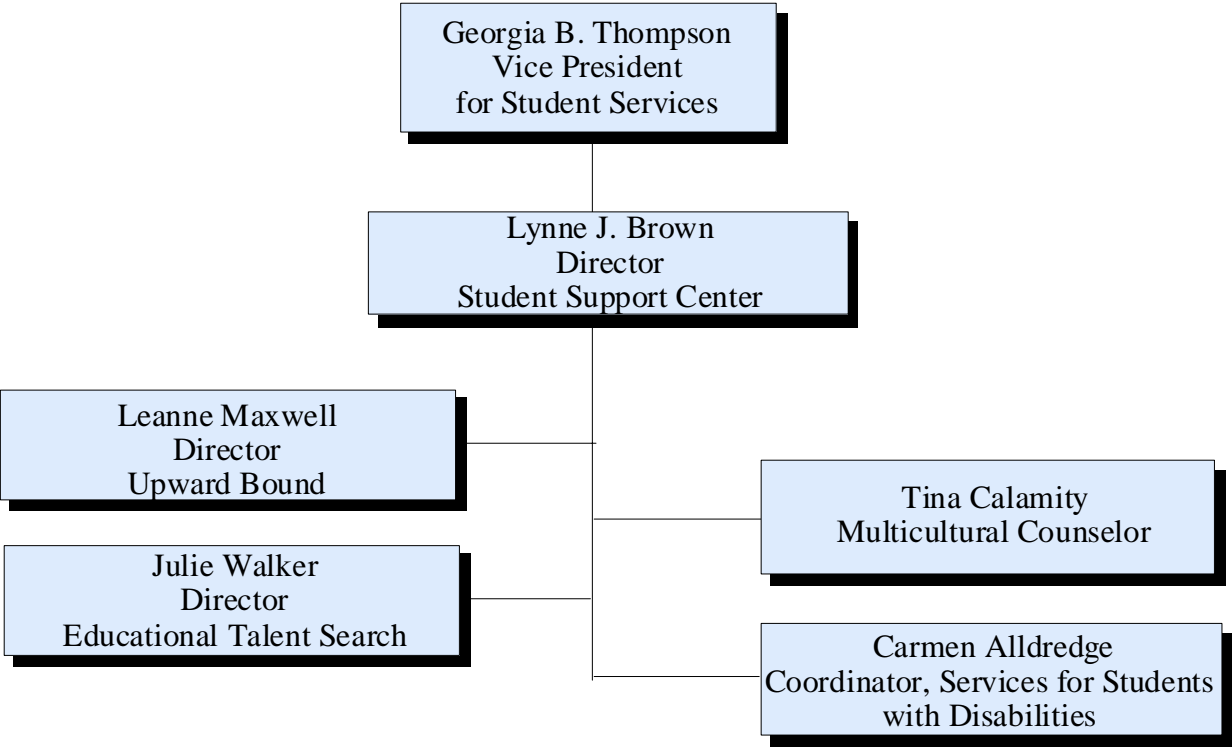 Georgia B. Thompson
Vice President
for Student Services
Lynne J. Brown
Director
Student Support Center
Leanne Maxwell
Director
Upward Bound
Tina Calamity
Multicultural Counselor
Julie Walker
Director
Educational Talent Search
Carmen Alldredge
Coordinator, Services for Students
with Disabilities